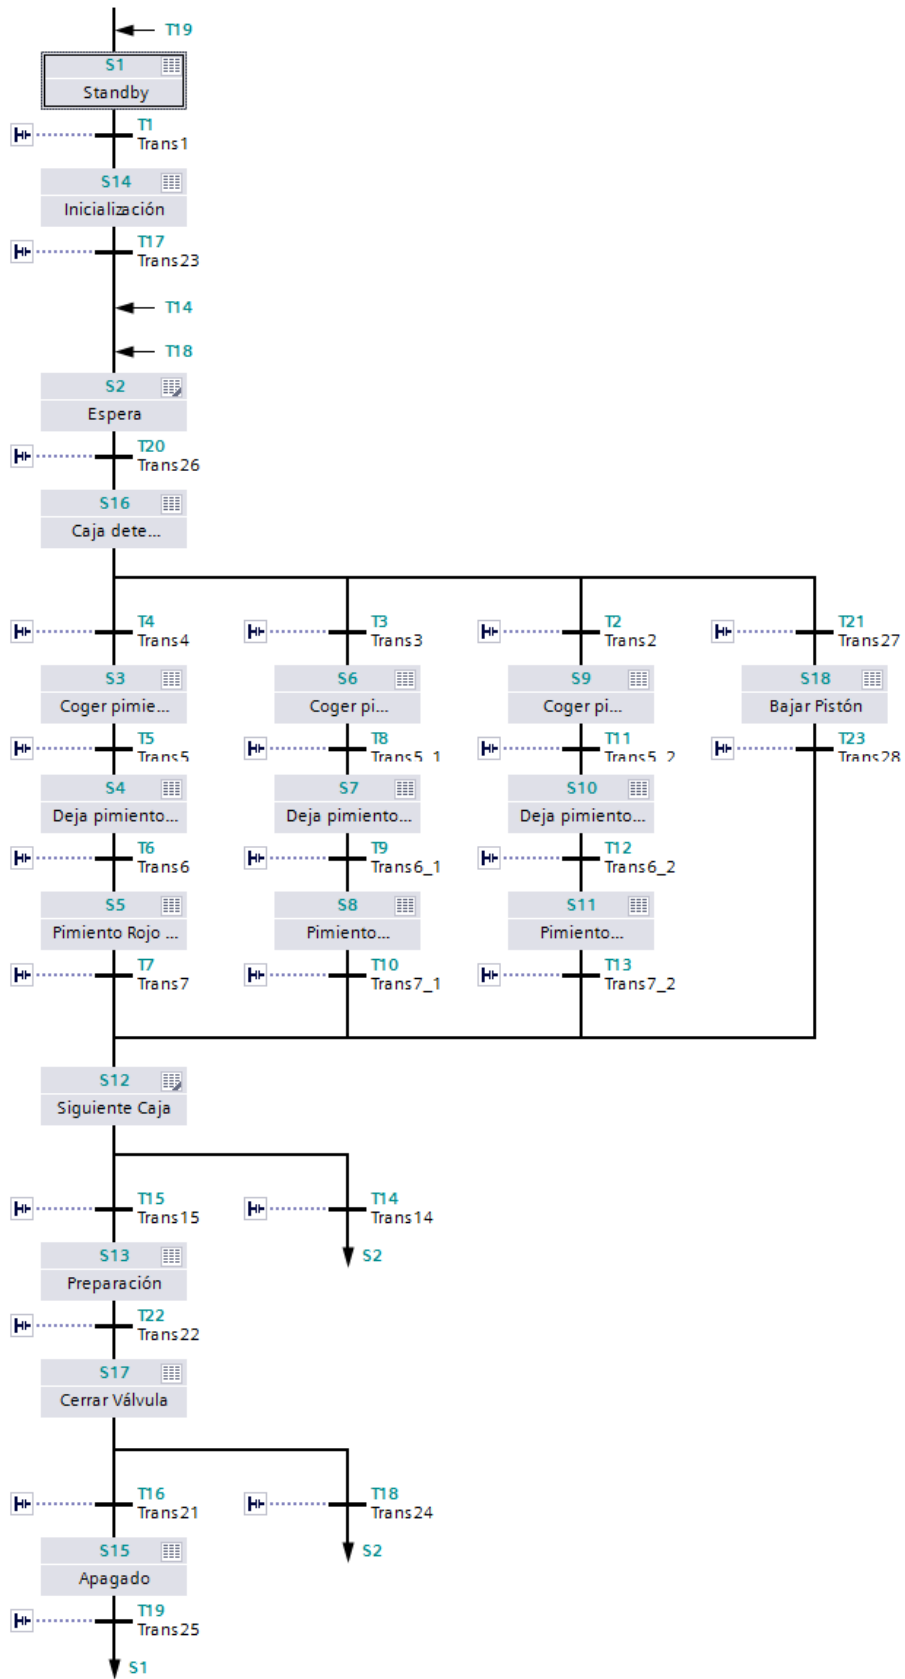 T19
S1
Standby
T1
Trans1
S14
Inicialización
T17
Trans23
T14
T18
S2
Espera
T20
Trans26
S16
Caja dete...
T4
Trans4
T3
Trans3
T2
Trans2
T21
Trans27
S3
Coger pimie...
S6
Coger pi...
S9
Coger pi...
S18
Bajar Pistón
T5
Trans5
T8
Trans5_1
T11
Trans5_2
T23
Trans28
S4
Deja pimiento...
S7
Deja pimiento...
S10
Deja pimiento...
T6
Trans6
T9
Trans6_1
T12
Trans6_2
S5
Pimiento Rojo ...
S8
Pimiento...
S11
Pimiento...
T7
Trans7
T10
Trans7_1
T13
Trans7_2
S12
Siguiente Caja
T15
Trans15
T14
Trans14
S2
S13
Preparación
T22
Trans22
S17
Cerrar Válvula
T16
Trans21
T18
Trans24
S2
S15
Apagado
T19
Trans25
S1